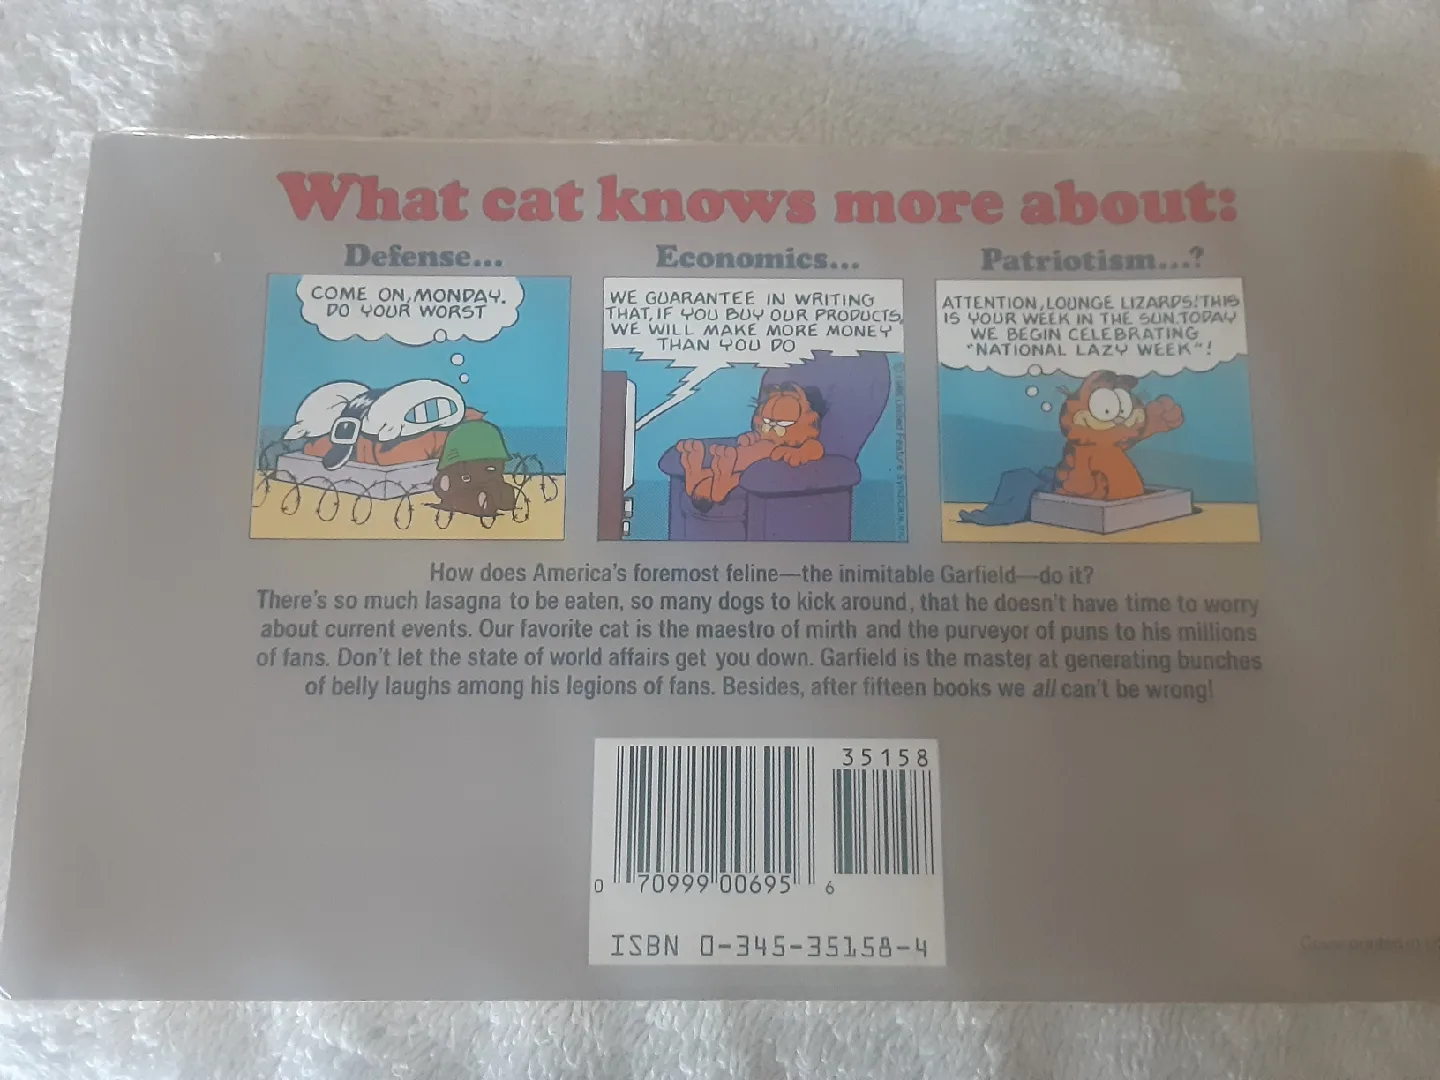 What cat knows more about:
Defense...
Economics...
Patriotism...?
COME ON, MONDAY.
DO YOUR WORST
WE GUARANTEE IN WRITING
THAT, IF YOU BUY OUR PRODUCTS,
WE WILL MAKE MORE MONEY
THAN YOU DO
ATTENTION, LOUNGE LIZARDS! THIS
IS YOUR WEEK IN THE SUN. TODAY
WE BEGIN CELEBRATING
"NATIONAL LAZY WEEK"!
United Feature Syndicate, Inc.
How does America's foremost feline—the inimitable Garfield—do it?
There's so much lasagna to be eaten, so many dogs to kick around, that he doesn't have time to worry
about current events. Our favorite cat is the maestro of mirth and the purveyor of puns to his millions
of fans. Don't let the state of world affairs get you down. Garfield is the master at generating bunches
of belly laughs among his legions of fans. Besides, after fifteen books we all can't be wrong!
35158
0 70999 00695 6
ISBN 0-345-35158-4
Cover printed in